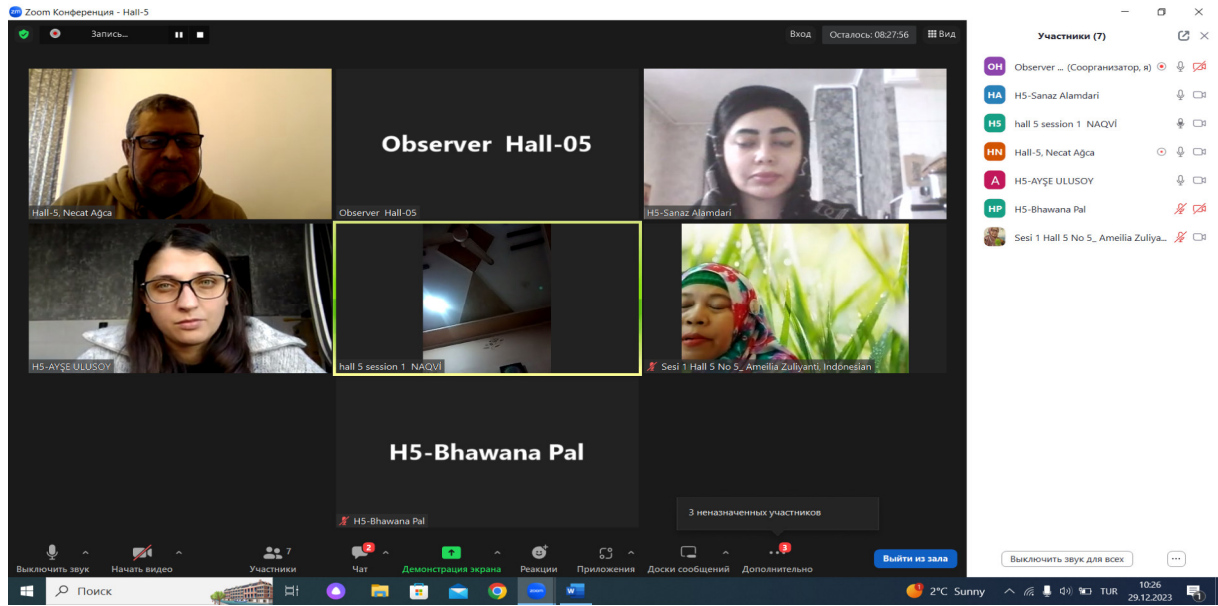 Zoom Конференция - Hall-5
Запись...
Вход
Осталось: 08:27:56
Вид
Участники (7)
Hall-5, Necat Ağca
Observer Hall-05
Observer Hall-05
H5-Sanaz Alamdari
H5-AYŞE ULUSOY
hall 5 session 1 NAQVİ
Sesi 1 Hall 5 No 5_ Ameilia Zuliyanti, Indonesian
H5-Bhawana Pal
H5-Bhawana Pal
OH Observer ... (Соорганизатор, я)
HA H5-Sanaz Alamdari
H5 hall 5 session 1 NAQVİ
HN Hall-5, Necat Ağca
A H5-AYŞE ULUSOY
HP H5-Bhawana Pal
Sesi 1 Hall 5 No 5_ Ameilia Zuliya...
3 неназначенных участников
7
2
3
Выключить звук
Начать видео
Участники
Чат
Демонстрация экрана
Реакции
Приложения
Доски сообщений
Дополнительно
Выйти из зала
Выключить звук для всех
Поиск
zoom
W
2°C Sunny
TUR
10:26
29.12.2023
1